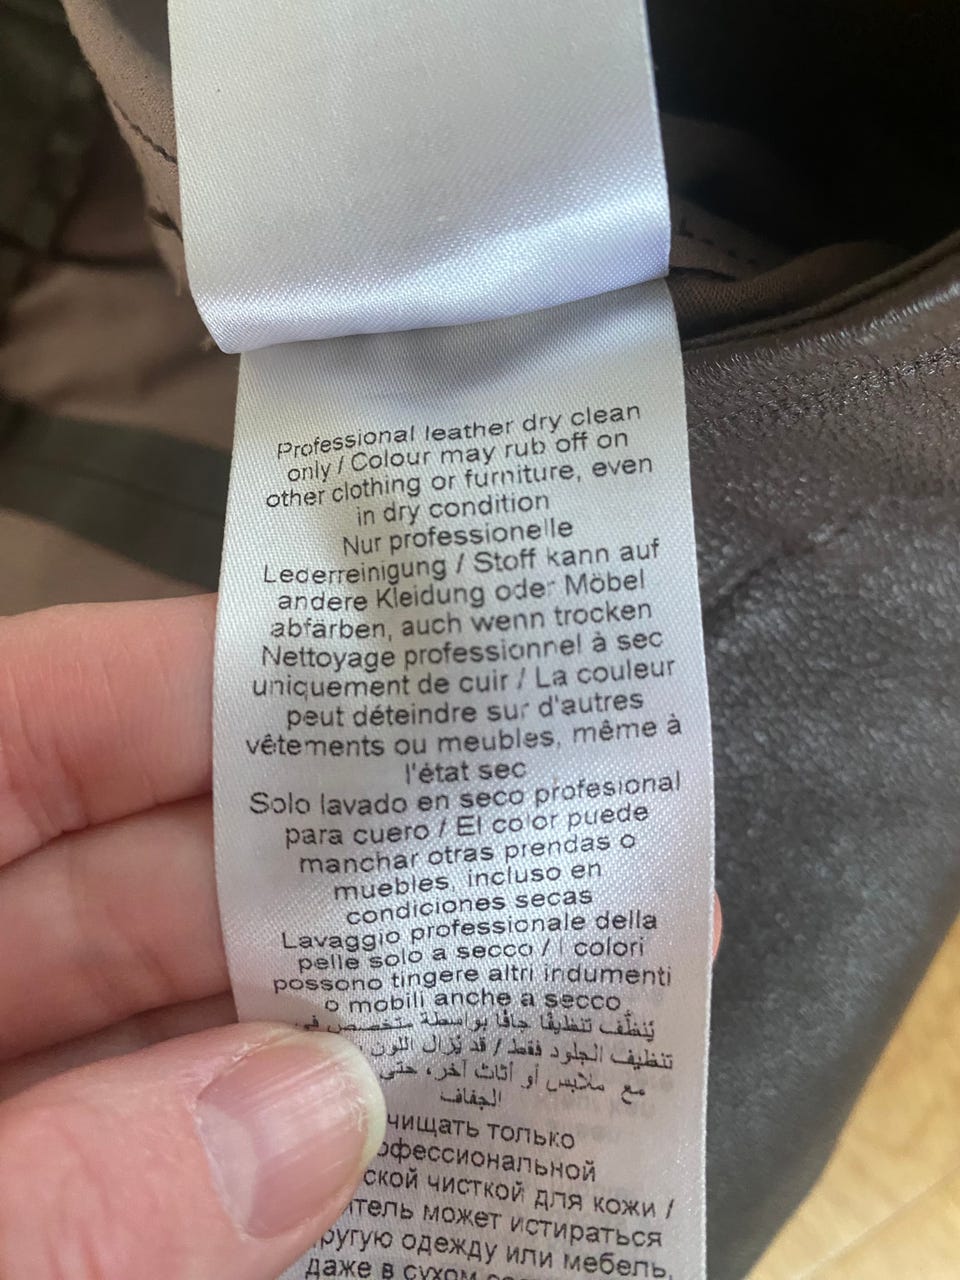 Professional leather dry clean
only / Colour may rub off on
other clothing or furniture, even
in dry condition
Nur professionelle
Lederreinigung / Stoff kann auf
andere Kleidung oder Möbel
abfärben, auch wenn trocken
Nettoyage professionnel à sec
uniquement de cuir / La couleur
peut déteindre sur d'autres
vêtements ou meubles, même à
l'état sec
Solo lavado en seco profesional
para cuero / El color puede
manchar otras prendas o
muebles, incluso en
condiciones secas
Lavaggio professionale della
pelle solo a secco / I colori
possono tingere altri indumenti
o mobili anche a secco
يُنظَّف تنظيفًا جافًا بواسطة متخصص في
تنظيف الجلود فقط / قد يُزال اللون
مع ملابس أو أثاث آخر، حتى
الجفاف
чищать только
офессиональной
ской чисткой для кожи /
итель может истираться
ругую одежду или мебель,
даже в сухом